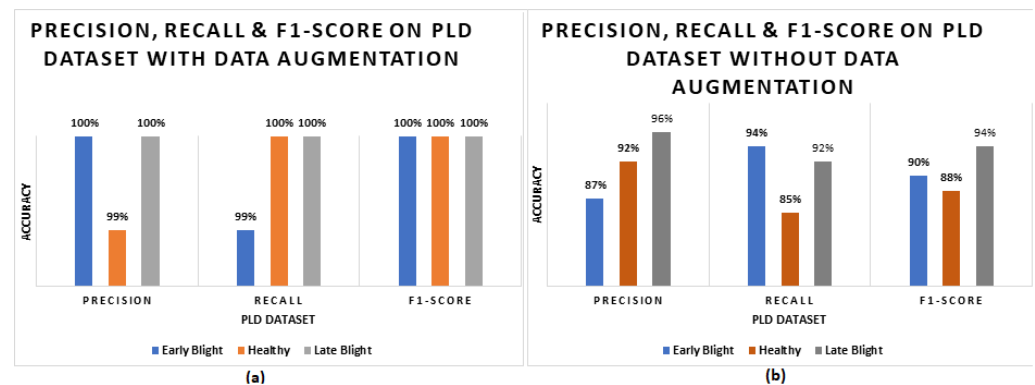 PRECISION, RECALL & F1-SCORE ON PLD
DATASET WITH DATA AUGMENTATION
100%
99%
100%
99%
100%
100%
100%
100%
100%
ACCURACY
PRECISION
RECALL
F1-SCORE
PLD DATASET
Early Blight
Healthy
Late Blight
(a)
PRECISION, RECALL & F1-SCORE ON PLD
DATASET WITHOUT DATA
AUGMENTATION
87%
92%
96%
94%
85%
92%
90%
88%
94%
ACCURACY
PRECISION
RECALL
F1-SCORE
PLD DATASET
Early Blight
Healthy
Late Blight
(b)